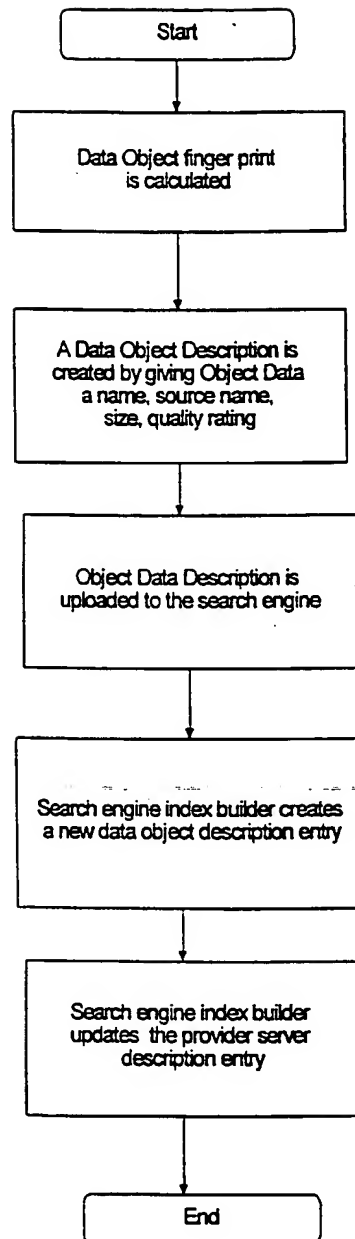 Start
Data Object finger print
is calculated
A Data Object Description is
created by giving Object Data
a name, source name,
size, quality rating
Object Data Description is
uploaded to the search engine
Search engine index builder creates
a new data object description entry
Search engine index builder
updates the provider server
description entry
End